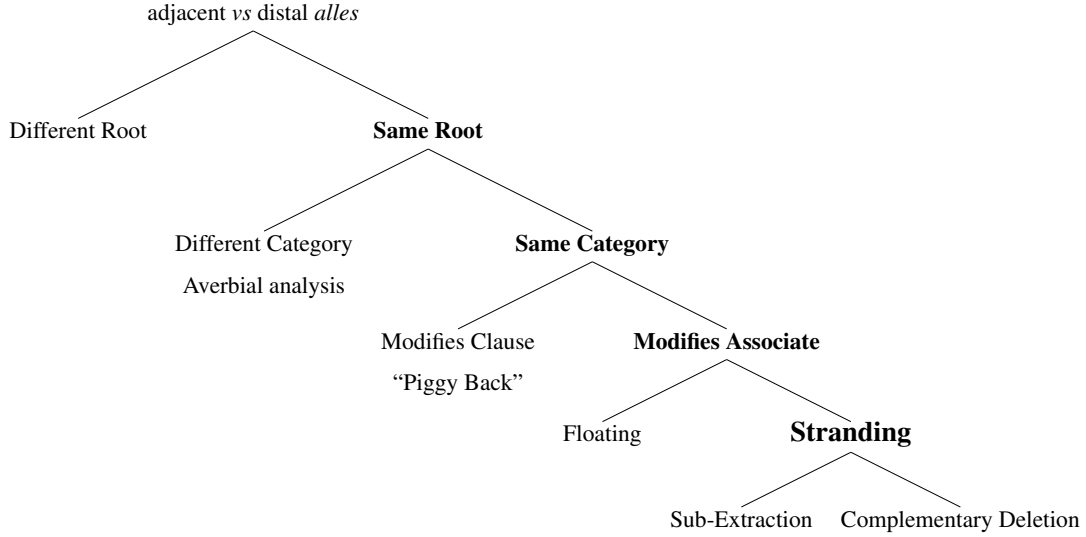 adjacent vs distal alles
Different Root
Same Root
Different Category
Same Category
Averbial analysis
Modifies Clause
Modifies Associate
“Piggy Back”
Floating
Stranding
Sub-Extraction
Complementary Deletion